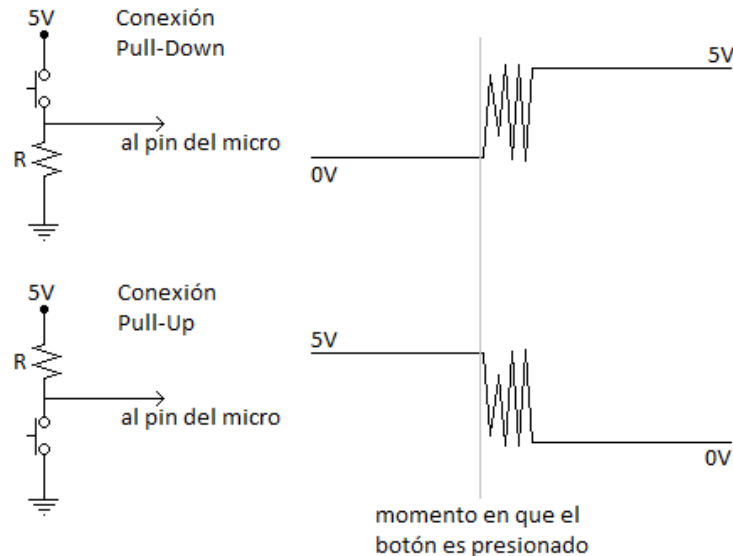 5V
Conexión
Pull-Down
R
al pin del micro
0V
5V
5V
Conexión
Pull-Up
R
al pin del micro
5V
0V
momento en que el
botón es presionado